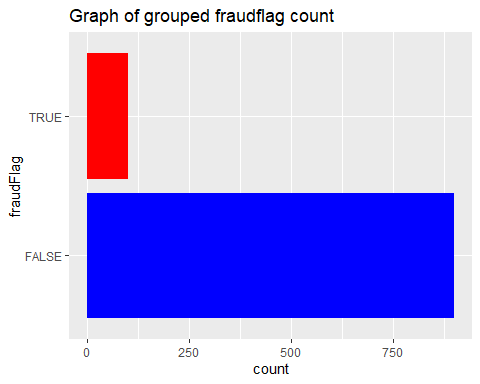 Graph of grouped fraudflag count
TRUE
FALSE
fraudFlag
0 250 500 750
count